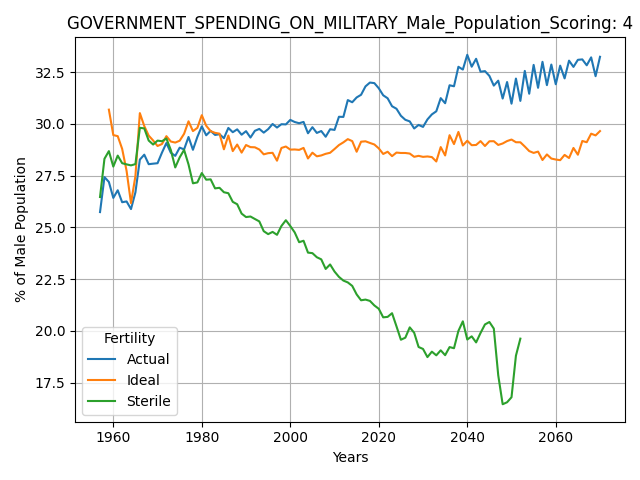 GOVERNMENT_SPENDING_ON_MILITARY_Male_Population_Scoring: 4
% of Male Population
32.5
30.0
27.5
25.0
22.5
20.0
17.5
Fertility
Actual
Ideal
Sterile
1960 1980 2000 2020 2040 2060
Years